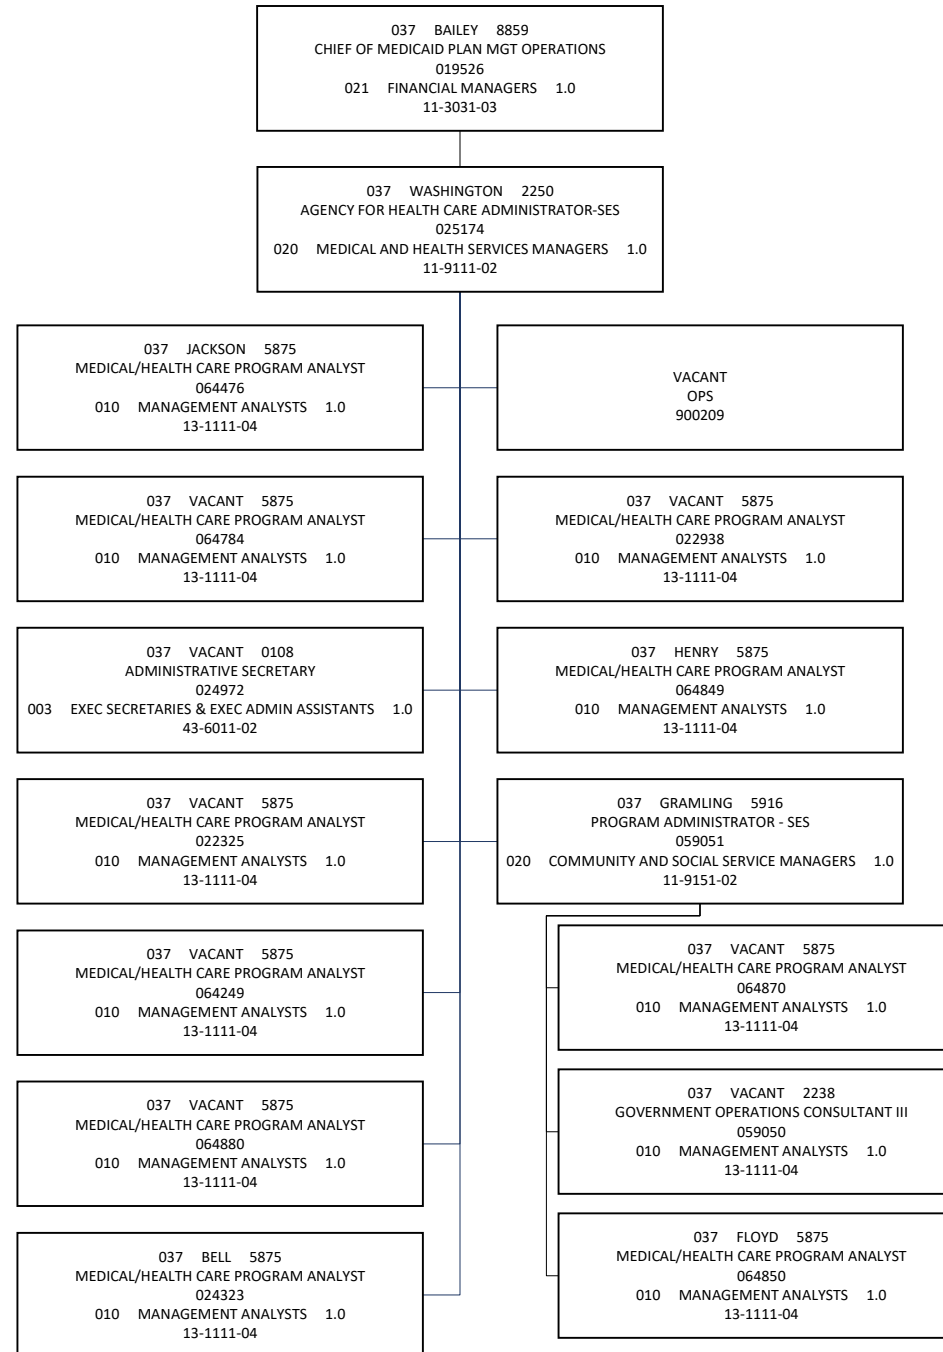 037 BAILEY 8859
CHIEF OF MEDICAID PLAN MGT OPERATIONS
019526
021 FINANCIAL MANAGERS 1.0
11-3031-03
037 WASHINGTON 2250
AGENCY FOR HEALTH CARE ADMINISTRATOR-SES
025174
020 MEDICAL AND HEALTH SERVICES MANAGERS 1.0
11-9111-02
037 JACKSON 5875
MEDICAL/HEALTH CARE PROGRAM ANALYST
064476
010 MANAGEMENT ANALYSTS 1.0
13-1111-04
VACANT
OPS
900209
037 VACANT 5875
MEDICAL/HEALTH CARE PROGRAM ANALYST
064784
010 MANAGEMENT ANALYSTS 1.0
13-1111-04
037 VACANT 5875
MEDICAL/HEALTH CARE PROGRAM ANALYST
022938
010 MANAGEMENT ANALYSTS 1.0
13-1111-04
037 VACANT 0108
ADMINISTRATIVE SECRETARY
024972
003 EXEC SECRETARIES & EXEC ADMIN ASSISTANTS 1.0
43-6011-02
037 HENRY 5875
MEDICAL/HEALTH CARE PROGRAM ANALYST
064849
010 MANAGEMENT ANALYSTS 1.0
13-1111-04
037 VACANT 5875
MEDICAL/HEALTH CARE PROGRAM ANALYST
022325
010 MANAGEMENT ANALYSTS 1.0
13-1111-04
037 GRAMLING 5916
PROGRAM ADMINISTRATOR - SES
059051
020 COMMUNITY AND SOCIAL SERVICE MANAGERS 1.0
11-9151-02
037 VACANT 5875
MEDICAL/HEALTH CARE PROGRAM ANALYST
064249
010 MANAGEMENT ANALYSTS 1.0
13-1111-04
037 VACANT 5875
MEDICAL/HEALTH CARE PROGRAM ANALYST
064870
010 MANAGEMENT ANALYSTS 1.0
13-1111-04
037 VACANT 5875
MEDICAL/HEALTH CARE PROGRAM ANALYST
064880
010 MANAGEMENT ANALYSTS 1.0
13-1111-04
037 VACANT 2238
GOVERNMENT OPERATIONS CONSULTANT III
059050
010 MANAGEMENT ANALYSTS 1.0
13-1111-04
037 BELL 5875
MEDICAL/HEALTH CARE PROGRAM ANALYST
024323
010 MANAGEMENT ANALYSTS 1.0
13-1111-04
037 FLOYD 5875
MEDICAL/HEALTH CARE PROGRAM ANALYST
064850
010 MANAGEMENT ANALYSTS 1.0
13-1111-04